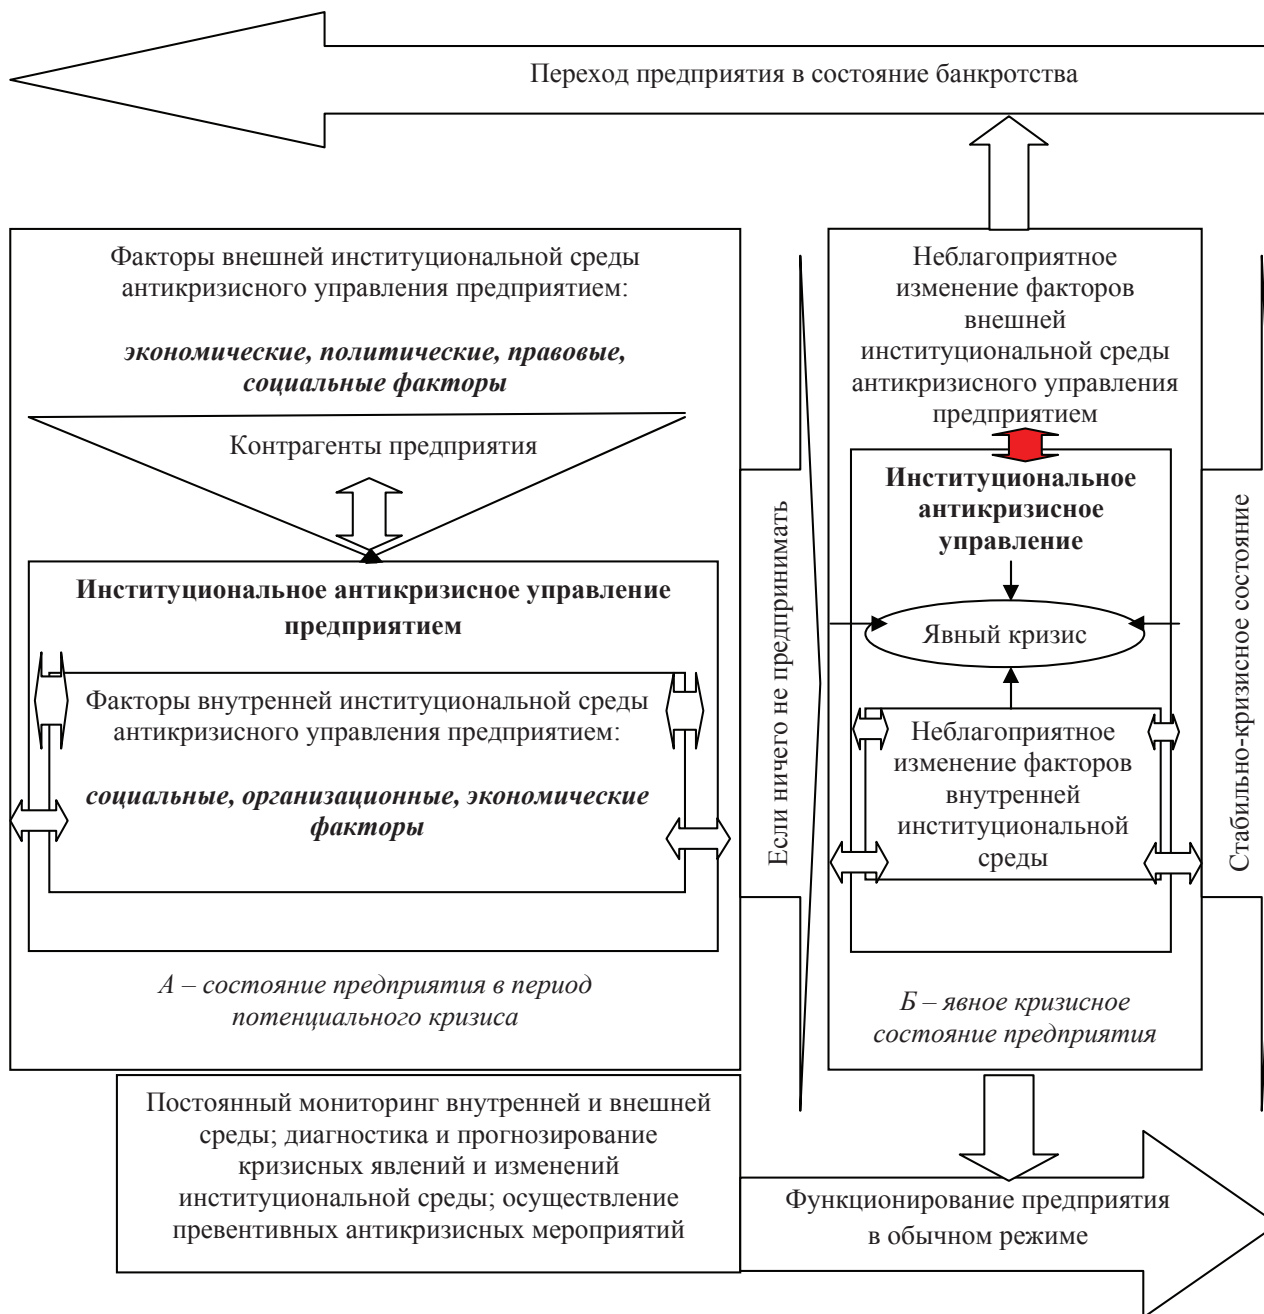 Переход предприятия в состояние банкротства
Факторы внешней институциональной среды
антикризисного управления предприятием:
экономические, политические, правовые,
социальные факторы
Контрагенты предприятия
Институциональное антикризисное управление
предприятием
Факторы внутренней институциональной среды
антикризисного управления предприятием:
социальные, организационные, экономические
факторы
А – состояние предприятия в период
потенциального кризиса
Если ничего не предпринимать
Неблагоприятное
изменение факторов
внешней
институциональной среды
антикризисного управления
предприятием
Институциональное
антикризисное
управление
Явный кризис
Неблагоприятное
изменение факторов
внутренней
институциональной
среды
Б – явное кризисное
состояние предприятия
Стабильно-кризисное состояние
Постоянный мониторинг внутренней и внешней
среды; диагностика и прогнозирование
кризисных явлений и изменений
институциональной среды; осуществление
превентивных антикризисных мероприятий
Функционирование предприятия
в обычном режиме